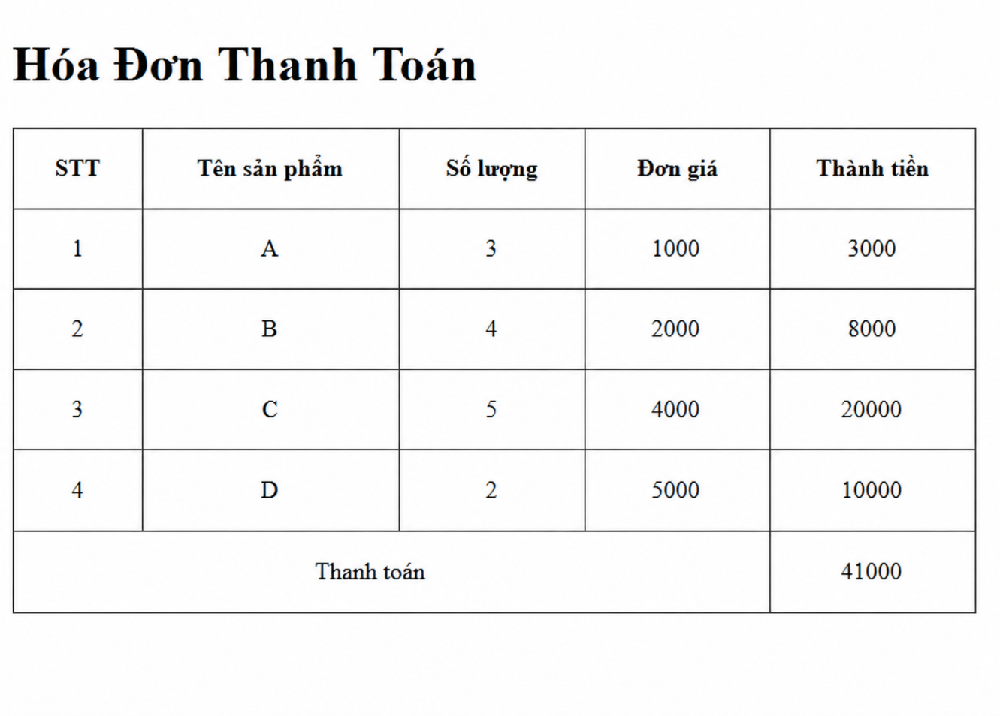 Hóa Đơn Thanh Toán
STT Tên sản phẩm Số lượng Đơn giá Thành tiền
1 A 3 1000 3000
2 B 4 2000 8000
3 C 5 4000 20000
4 D 2 5000 10000
Thanh toán 41000